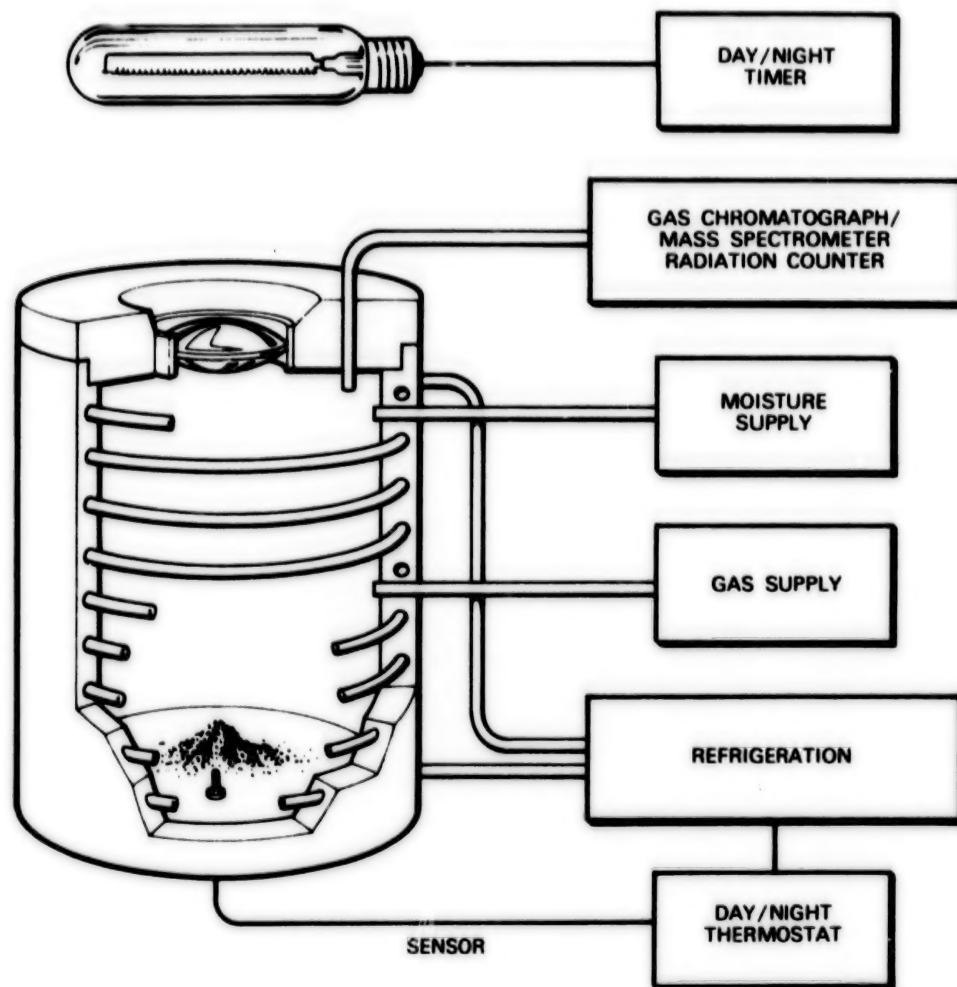 DAY/NIGHT
TIMER
GAS CHROMATOGRAPH/
MASS SPECTROMETER
RADIATION COUNTER
MOISTURE
SUPPLY
GAS SUPPLY
REFRIGERATION
DAY/NIGHT
THERMOSTAT
SENSOR